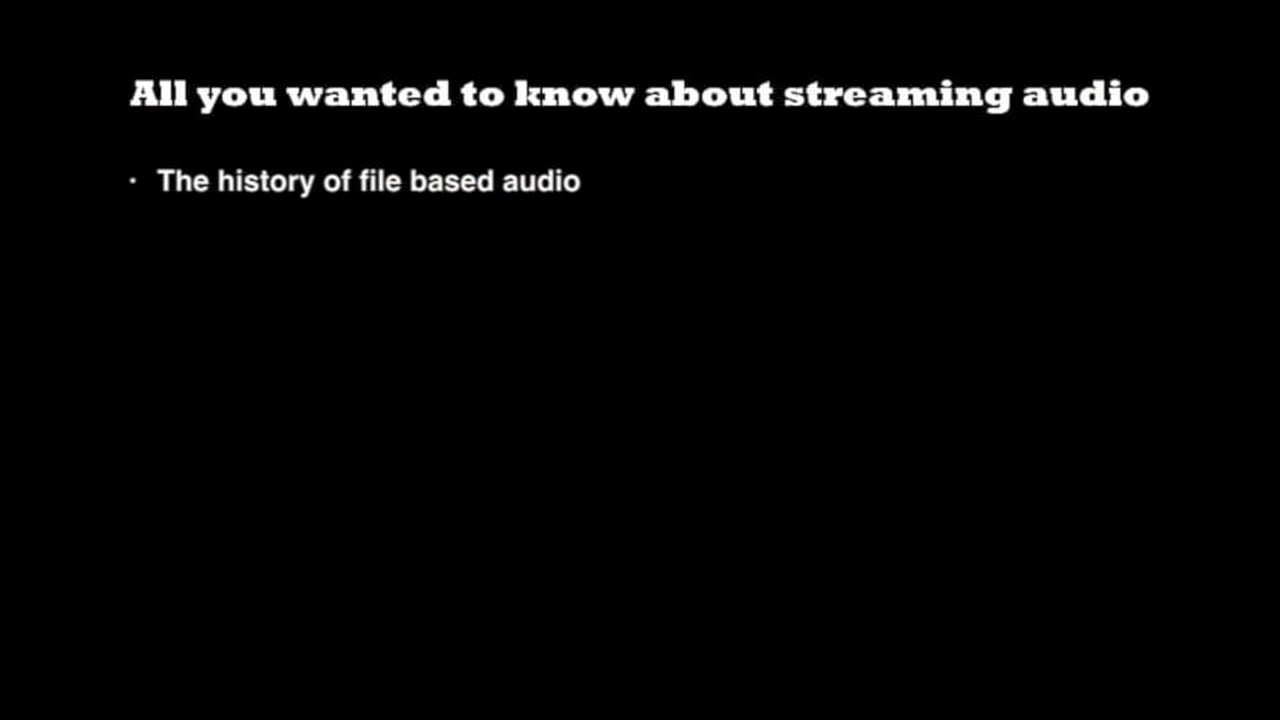 All you wanted to know about streaming audio
· The history of file based audio